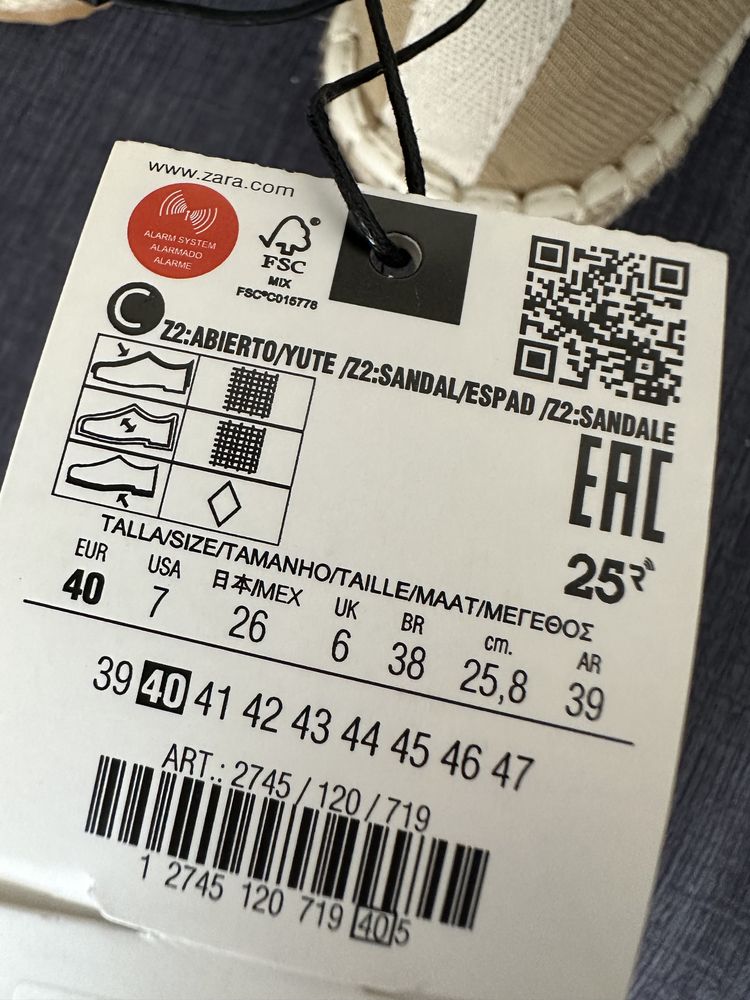 www.zara.com
ALARM SYSTEM
ALARMADO
ALARME
FSC
MIX
FSC®C015778
C
Z2:ABIERTO/YUTE /Z2:SANDAL/ESPAD /Z2:SANDALE
EAC
25
TALLA/SIZE/TAMANHO/TAILLE/MAAT/ΜΕΓΕΘΟΣ
EUR USA 日本/MEX UK BR cm. AR
40 7 26 6 38 25,8 39
39 40 41 42 43 44 45 46 47
ART.: 2745/120/719
1 2745 120 719 40 5